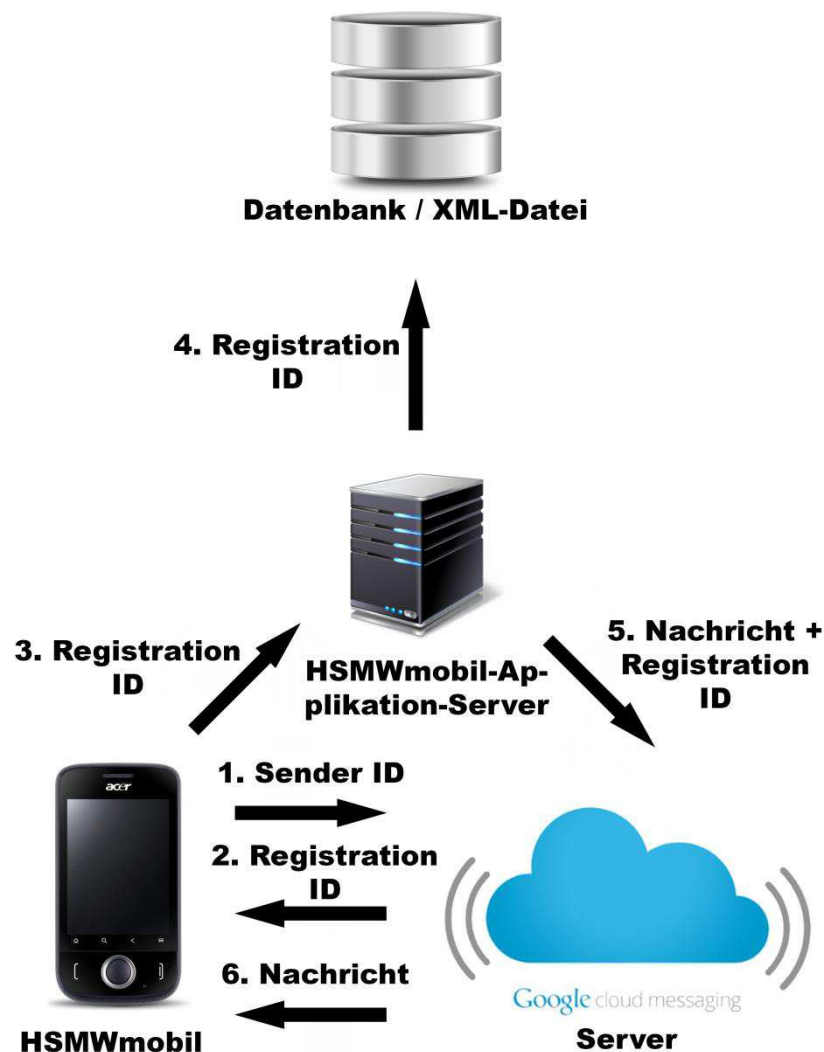 Datenbank / XML-Datei
4. Registration
ID
3. Registration
ID
HSMWmobil-Ap-
plikation-Server
5. Nachricht +
Registration
ID
1. Sender ID
acer
2. Registration
ID
6. Nachricht
Google cloud messaging
HSMWmobil
Server